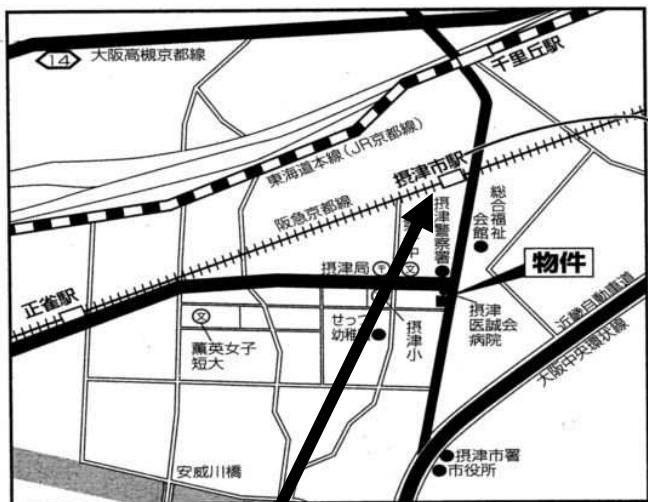 14
大阪高槻京都線
千里丘駅
東海道本線(JR京都線)
摂津市駅
阪急京都線
総合福祉
会館
摂津警察署
中
文
摂津局
〒
物件
正雀駅
文
薫英女子
短大
せっつ
幼稚
摂津小
摂津
医誠会
病院
近畿自動車道
大阪中央環状線
摂津市署
市役所
安威川橋